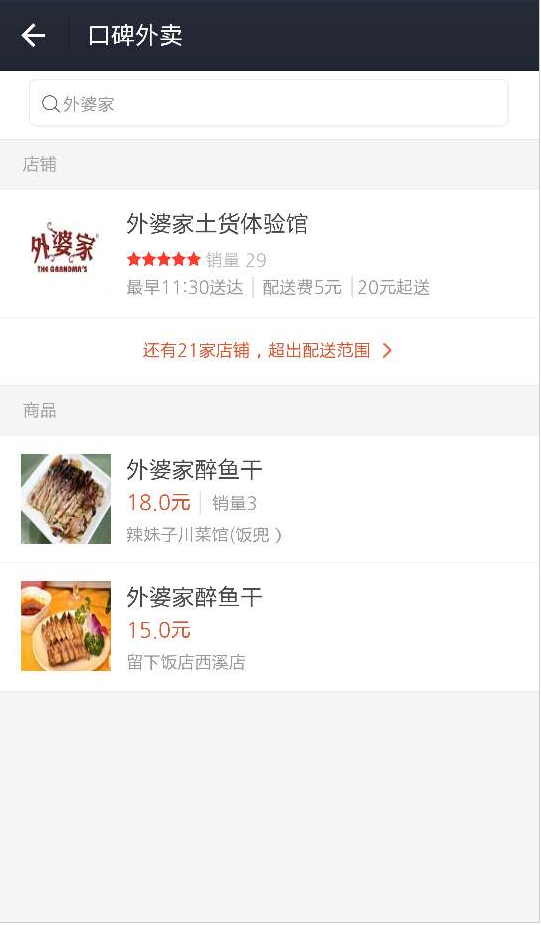 口碑外卖
外婆家
店铺
外婆家
THE GRANDMA'S
外婆家土货体验馆
销量 29
最早11:30送达 配送费5元 20元起送
还有21家店铺，超出配送范围
商品
外婆家醉鱼干
18.0元 销量3
辣妹子川菜馆(饭兜）
外婆家醉鱼干
15.0元
留下饭店西溪店